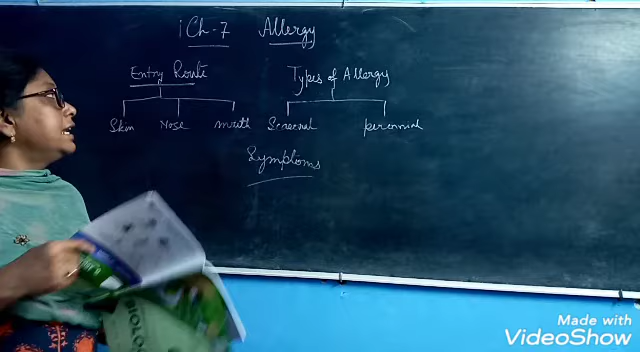 Ch-7 Allergy
Entry Route
Types of Allergy
Skin Nose mouth
Seasonal perennial
Symptoms
BIOLO
Made with
VideoShow